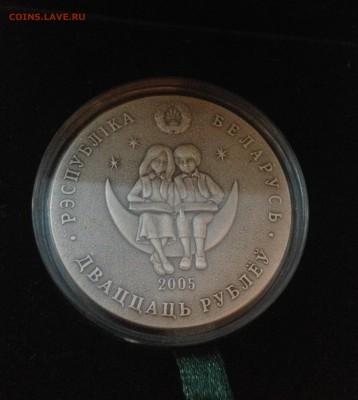 COINS.LAVE.RU
РЭСПУБЛІКА БЕЛАРУСЬ
2005
ДВАЦЦАЦЬ РУБЛЁЎ